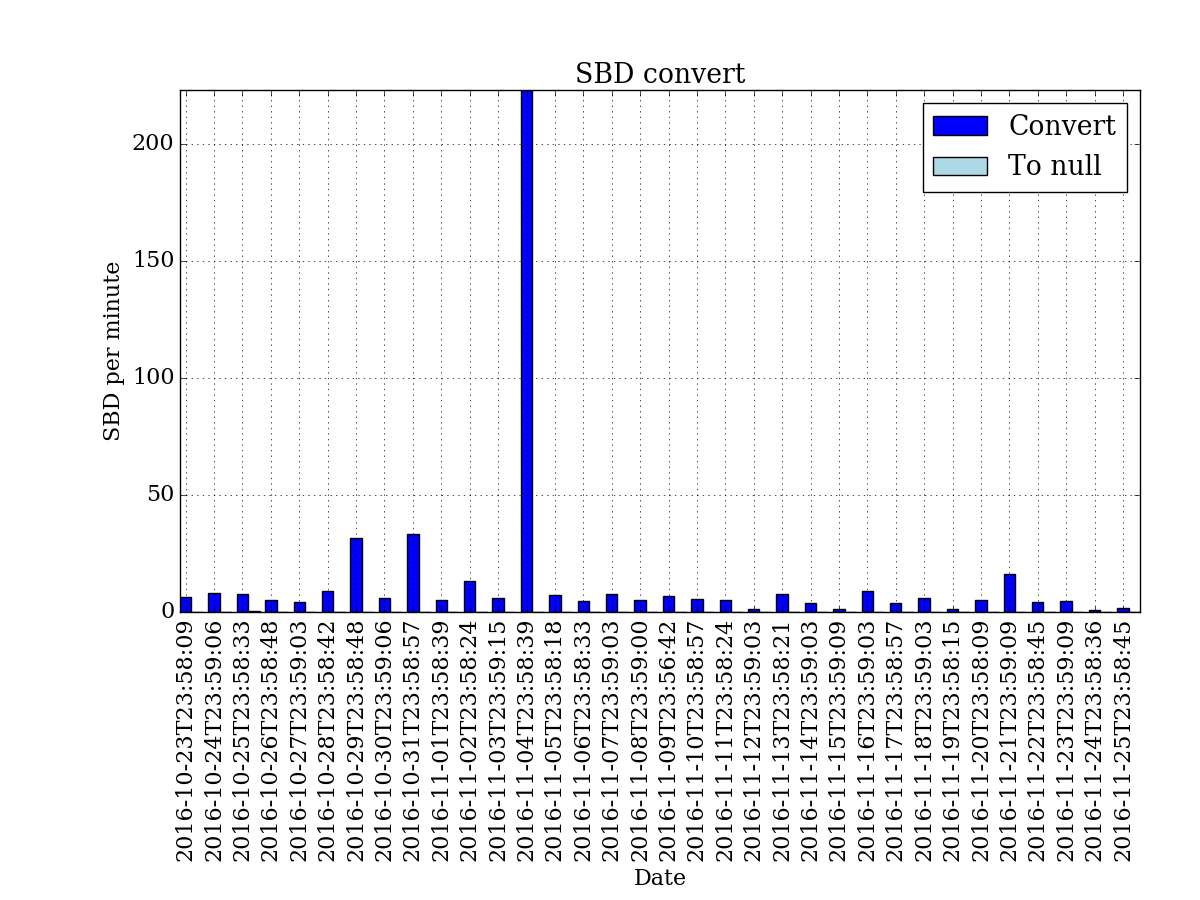 SBD convert
Convert
To null
SBD per minute
200
150
100
50
0
2016-10-23T23:58:09
2016-10-24T23:59:06
2016-10-25T23:58:33
2016-10-26T23:58:48
2016-10-27T23:59:03
2016-10-28T23:58:42
2016-10-29T23:58:48
2016-10-30T23:59:06
2016-10-31T23:58:57
2016-11-01T23:58:39
2016-11-02T23:58:24
2016-11-03T23:59:15
2016-11-04T23:58:39
2016-11-05T23:58:18
2016-11-06T23:58:33
2016-11-07T23:59:03
2016-11-08T23:59:00
2016-11-09T23:56:42
2016-11-10T23:58:57
2016-11-11T23:58:24
2016-11-12T23:59:03
2016-11-13T23:58:21
2016-11-14T23:59:03
2016-11-15T23:59:09
2016-11-16T23:59:03
2016-11-17T23:58:57
2016-11-18T23:59:03
2016-11-19T23:58:15
2016-11-20T23:58:09
2016-11-21T23:59:09
2016-11-22T23:58:45
2016-11-23T23:59:09
2016-11-24T23:58:36
2016-11-25T23:58:45
Date